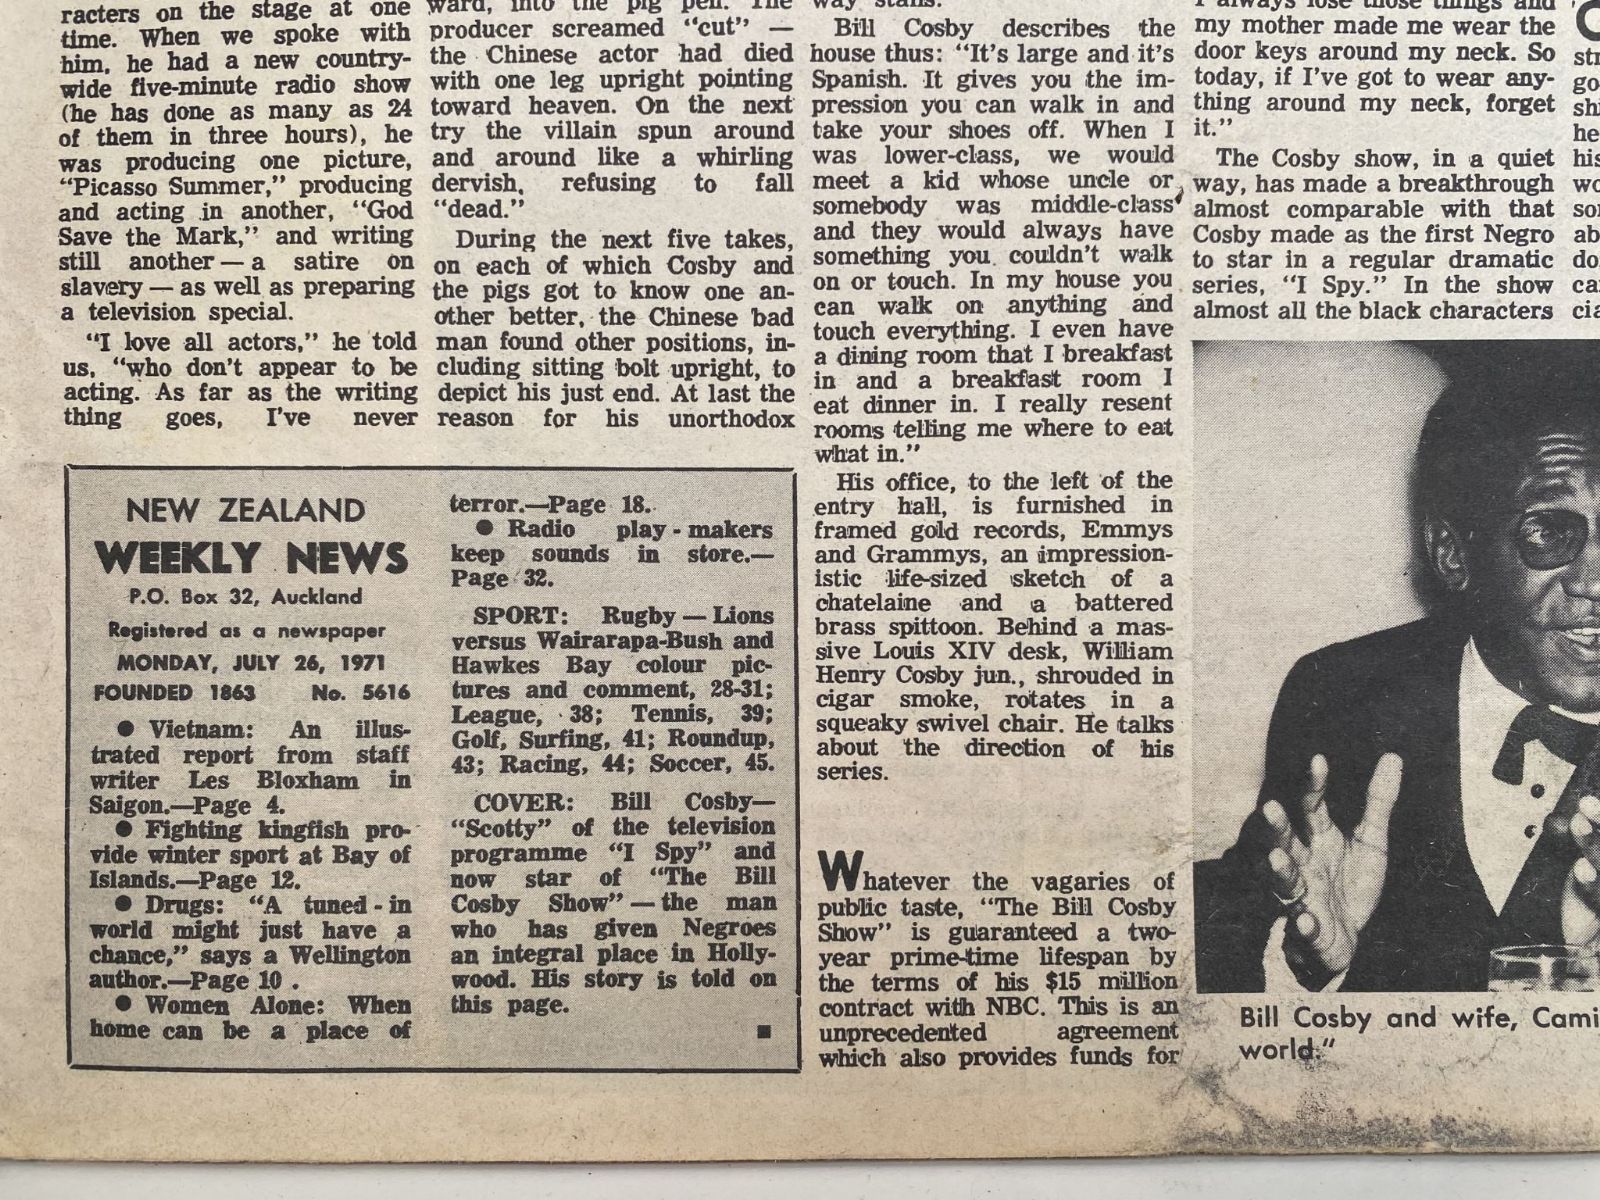 racters on the stage at one
time. When we spoke with
him, he had a new country-
wide five-minute radio show
(he has done as many as 24
of them in three hours), he
was producing one picture,
“Picasso Summer,” producing
and acting in another, “God
Save the Mark,” and writing
still another — a satire on
slavery — as well as preparing
a television special.
“I love all actors,” he told
us, “who don’t appear to be
acting. As far as the writing
thing goes, I’ve never
ward, into the pig pen. The
producer screamed “cut” —
the Chinese actor had died
with one leg upright pointing
toward heaven. On the next
try the villain spun around
and around like a whirling
dervish, refusing to fall
“dead.”
During the next five takes,
on each of which Cosby and
the pigs got to know one an-
other better, the Chinese bad
man found other positions, in-
cluding sitting bolt upright, to
depict his just end. At last the
reason for his unorthodox
NEW ZEALAND
WEEKLY NEWS
P.O. Box 32, Auckland
Registered as a newspaper
MONDAY, JULY 26, 1971
FOUNDED 1863 No. 5616
● Vietnam: An illus-
trated report from staff
writer Les Bloxham in
Saigon.—Page 4.
● Fighting kingfish pro-
vide winter sport at Bay of
Islands.—Page 12.
● Drugs: “A tuned-in
world might just have a
chance,” says a Wellington
author.—Page 10 .
● Women Alone: When
home can be a place of
terror.—Page 18.
● Radio play-makers
keep sounds in store.—
Page 32.
SPORT: Rugby — Lions
versus Wairarapa-Bush and
Hawkes Bay colour pic-
tures and comment, 28-31;
League, 38; Tennis, 39;
Golf, Surfing, 41; Roundup,
43; Racing, 44; Soccer, 45.
COVER: Bill Cosby—
“Scotty” of the television
programme “I Spy” and
now star of “The Bill
Cosby Show” — the man
who has given Negroes
an integral place in Holly-
wood. His story is told on
this page.
way stairs.
Bill Cosby describes the
house thus: “It’s large and it’s
Spanish. It gives you the im-
pression you can walk in and
take your shoes off. When I
was lower-class, we would
meet a kid whose uncle or
somebody was middle-class
and they would always have
something you couldn’t walk
on or touch. In my house you
can walk on anything and
touch everything. I even have
a dining room that I breakfast
in and a breakfast room I
eat dinner in. I really resent
rooms telling me where to eat
what in.”
His office, to the left of the
entry hall, is furnished in
framed gold records, Emmys
and Grammys, an impression-
istic life-sized sketch of a
chatelaine and a battered
brass spittoon. Behind a mas-
sive Louis XIV desk, William
Henry Cosby jun., shrouded in
cigar smoke, rotates in a
squeaky swivel chair. He talks
about the direction of his
series.
Whatever the vagaries of
public taste, “The Bill Cosby
Show” is guaranteed a two-
year prime-time lifespan by
the terms of his $15 million
contract with NBC. This is an
unprecedented agreement
which also provides funds for
I always lose those things and
my mother made me wear the
door keys around my neck. So
today, if I’ve got to wear any-
thing around my neck, forget
it.”
The Cosby show, in a quiet
way, has made a breakthrough
almost comparable with that
Cosby made as the first Negro
to star in a regular dramatic
series, “I Spy.” In the show
almost all the black characters
Bill Cosby and wife, Cami
world.”
str
go
sh
he
his
wo
so
ab
do
ca
cia